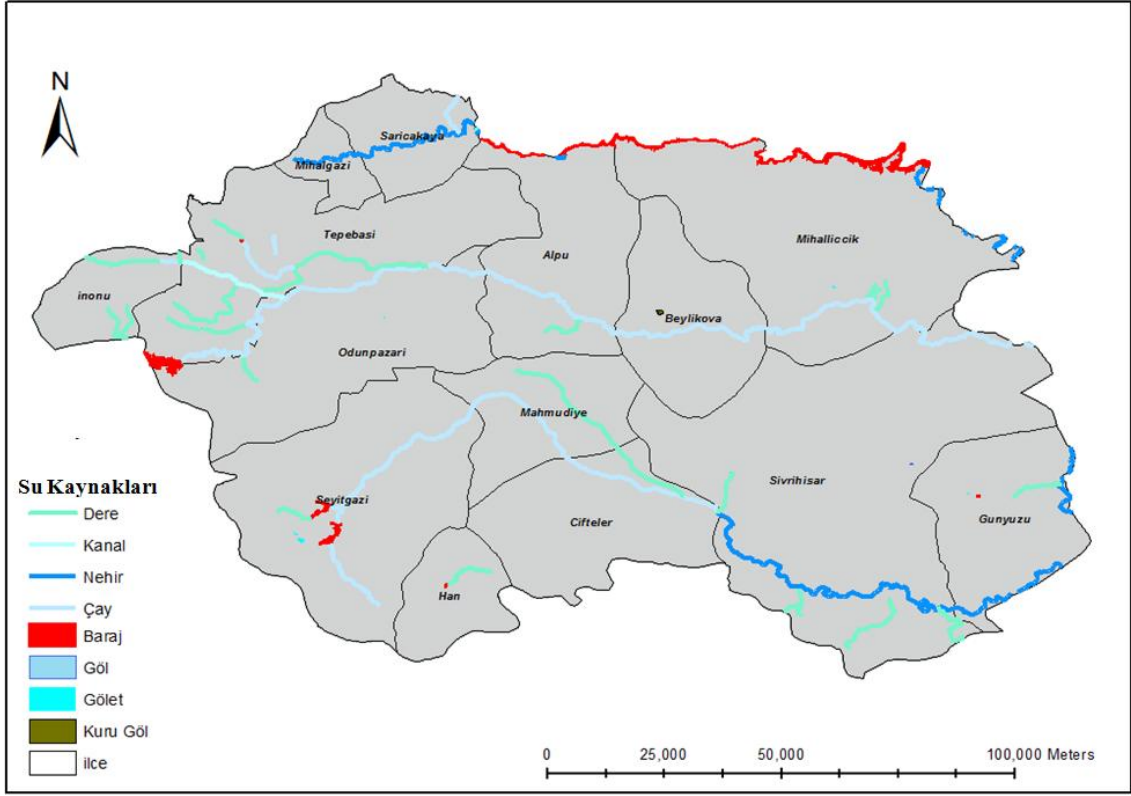 N
Saricakaya
Mihalgazi
Tepebasi
Alpu
Mihalliccik
inonu
Beylikova
Odunpazari
Mahmudiye
Sivrihisar
Seyitgazi
Cifteler
Gunyuzu
Han
Su Kaynakları
Dere
Kanal
Nehir
Çay
Baraj
Göl
Gölet
Kuru Göl
ilce
0 25,000 50,000 100,000 Meters